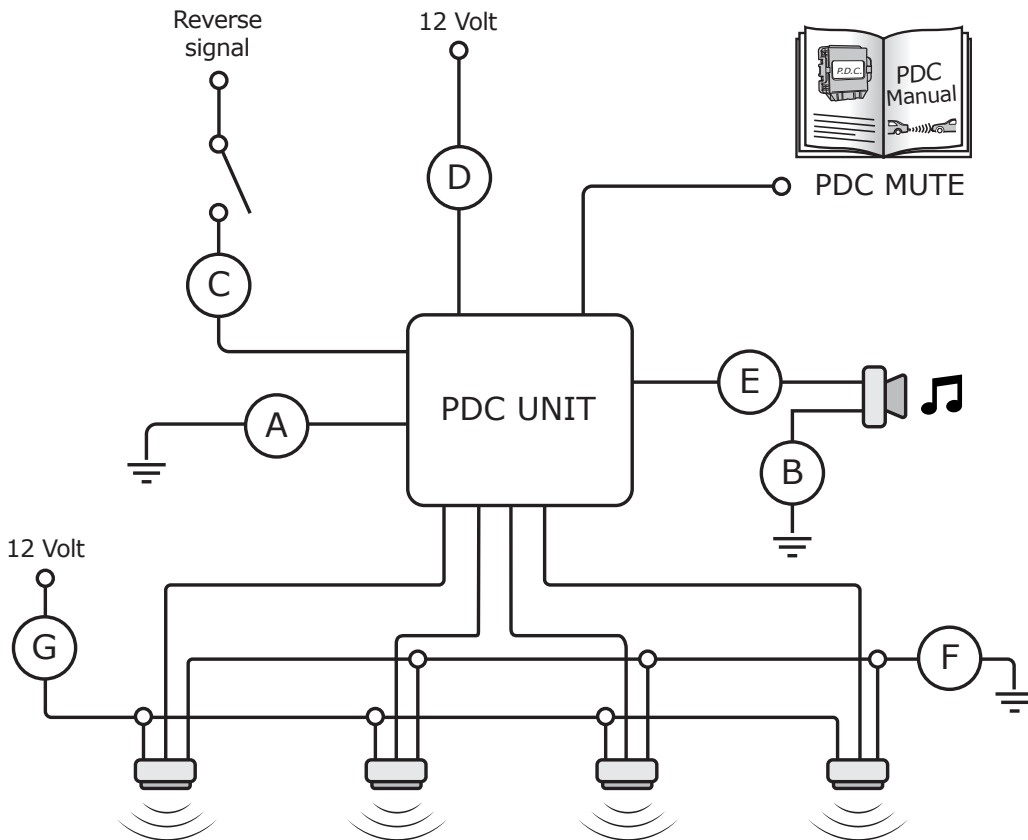 Reverse
signal
12 Volt
P.D.C.
PDC
Manual
PDC MUTE
D
C
E
PDC UNIT
A
B
12 Volt
G
F